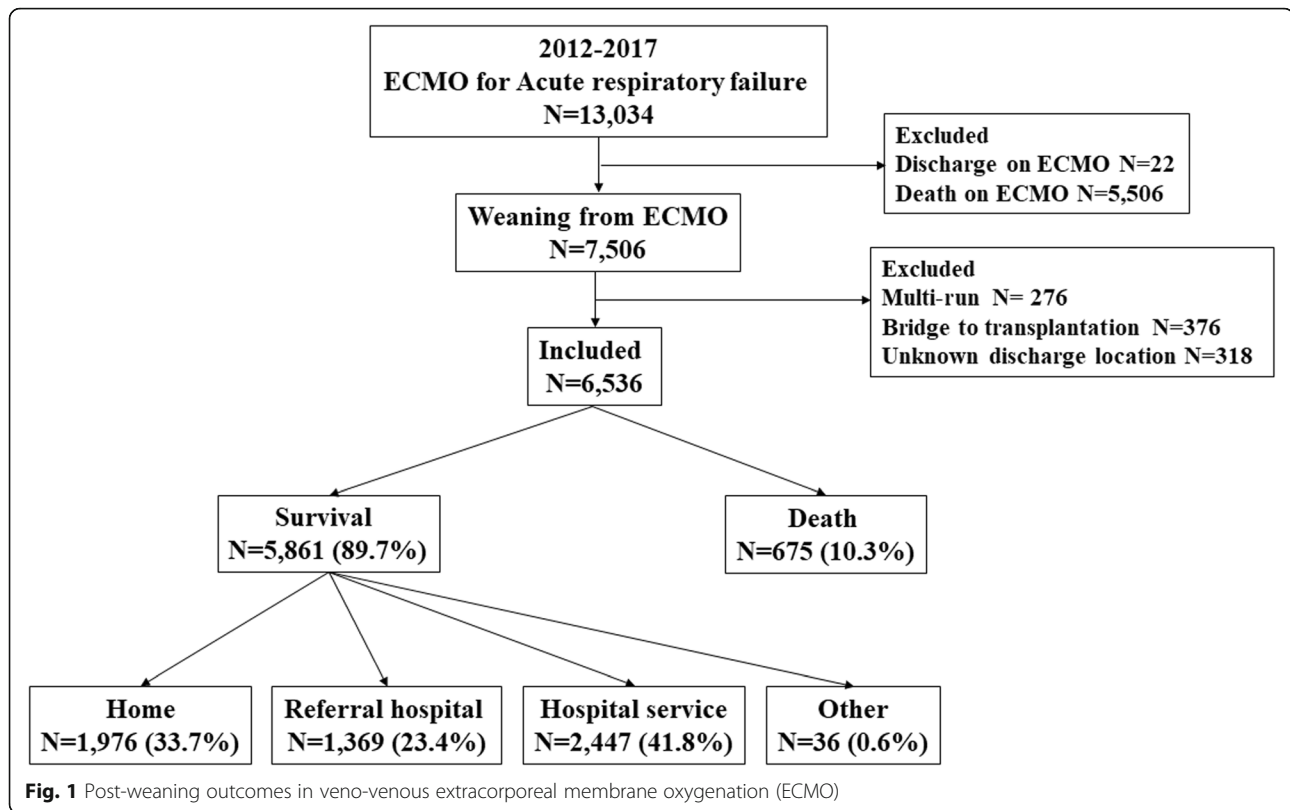 2012-2017
ECMO for Acute respiratory failure
N=13,034
Excluded
Discharge on ECMO N=22
Death on ECMO N=5,506
Weaning from ECMO
N=7,506
Excluded
Multi-run N= 276
Bridge to transplantation N=376
Unknown discharge location N=318
Included
N=6,536
Survival
N=5,861 (89.7%)
Death
N=675 (10.3%)
Home
N=1,976 (33.7%)
Referral hospital
N=1,369 (23.4%)
Hospital service
N=2,447 (41.8%)
Other
N=36 (0.6%)
Fig. 1 Post-weaning outcomes in veno-venous extracorporeal membrane oxygenation (ECMO)